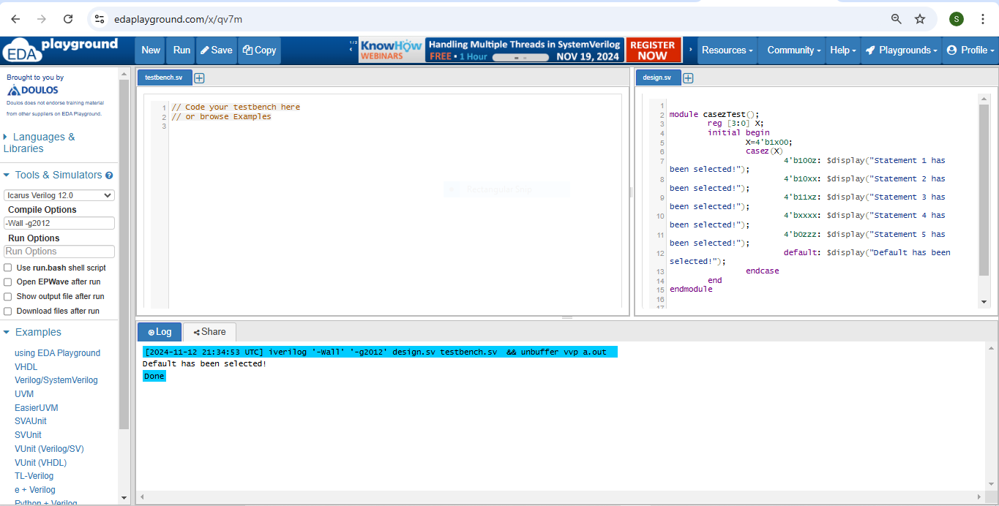 edaplayground.com/x/qv7m
S
EDA playground
New
Run
Save
Copy
1/2
KnowHow
WEBINARS
Handling Multiple Threads in SystemVerilog
FREE • 1 Hour
NOV 19, 2024
REGISTER
NOW
Resources
Community
Help
Playgrounds
Profile
Brought to you by
DOULOS
Doulos does not endorse training material
from other suppliers on EDA Playground.
Languages &
Libraries
Tools & Simulators
Icarus Verilog 12.0
Compile Options
-Wall -g2012
Run Options
Run Options
Use run.bash shell script
Open EPWave after run
Show output file after run
Download files after run
Examples
using EDA Playground
VHDL
Verilog/SystemVerilog
UVM
EasierUVM
SVAUnit
SVUnit
VUnit (Verilog/SV)
VUnit (VHDL)
TL-Verilog
e + Verilog
Python + Verilog
testbench.sv
1 // Code your testbench here
2 // or browse Examples
3
Rectangular Snip
design.sv
1
2 module casezTest();
3 reg [3:0] X;
4 initial begin
5 X=4'b1x00;
6 casez(X)
7 4'b100z: $display("Statement 1 has
been selected!");
8 4'b10xx: $display("Statement 2 has
been selected!");
9 4'b11xz: $display("Statement 3 has
been selected!");
10 4'bxxxx: $display("Statement 4 has
been selected!");
11 4'b0zzz: $display("Statement 5 has
been selected!");
12 default: $display("Default has been
selected!");
13 endcase
14 end
15 endmodule
16
17
Log
Share
[2024-11-12 21:34:53 UTC] iverilog '-Wall' '-g2012' design.sv testbench.sv && unbuffer vvp a.out
Default has been selected!
Done